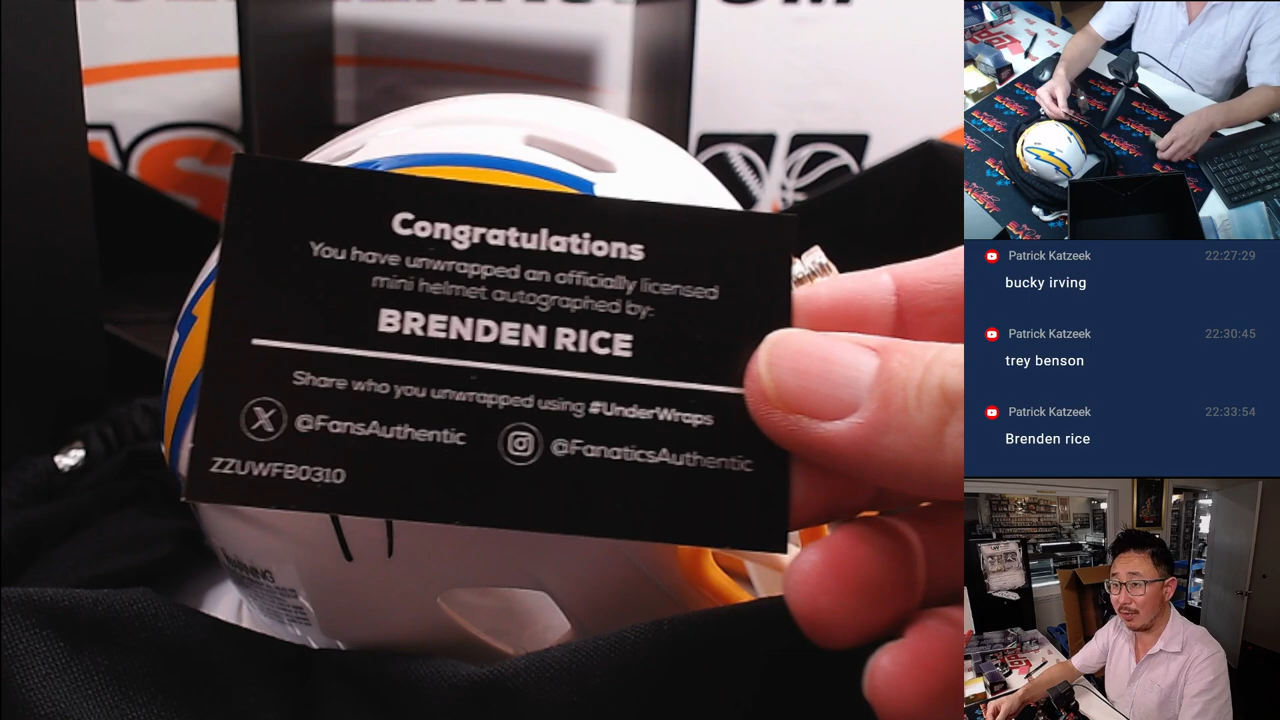 Congratulations
You have unwrapped an officially licensed
mini helmet autographed by:
BRENDEN RICE
Share who you unwrapped using #UnderWraps
@FansAuthentic
@FanaticsAuthentic
ZZUWFB0310
WARNING
Patrick Katzeek 22:27:29
bucky irving
Patrick Katzeek 22:30:45
trey benson
Patrick Katzeek 22:33:54
Brenden rice